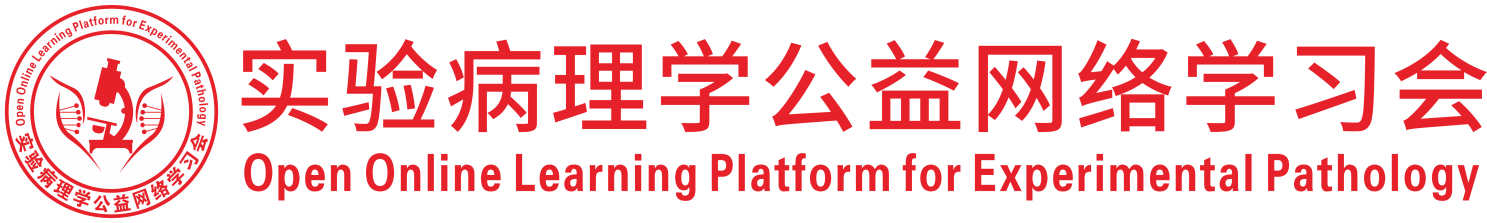 Open Online Learning Platform for Experimental Pathology
实验病理学公益网络学习会
实验病理学公益网络学习会
Open Online Learning Platform for Experimental Pathology